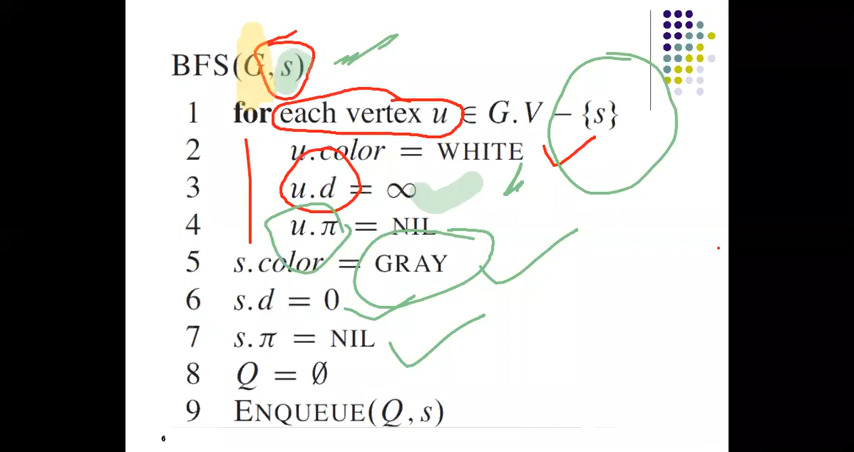 BFS(G, s)
1 for each vertex u ∈ G.V − {s}
2 u.color = WHITE
3 u.d = ∞
4 u.π = NIL
5 s.color = GRAY
6 s.d = 0
7 s.π = NIL
8 Q = ∅
9 ENQUEUE(Q, s)
6